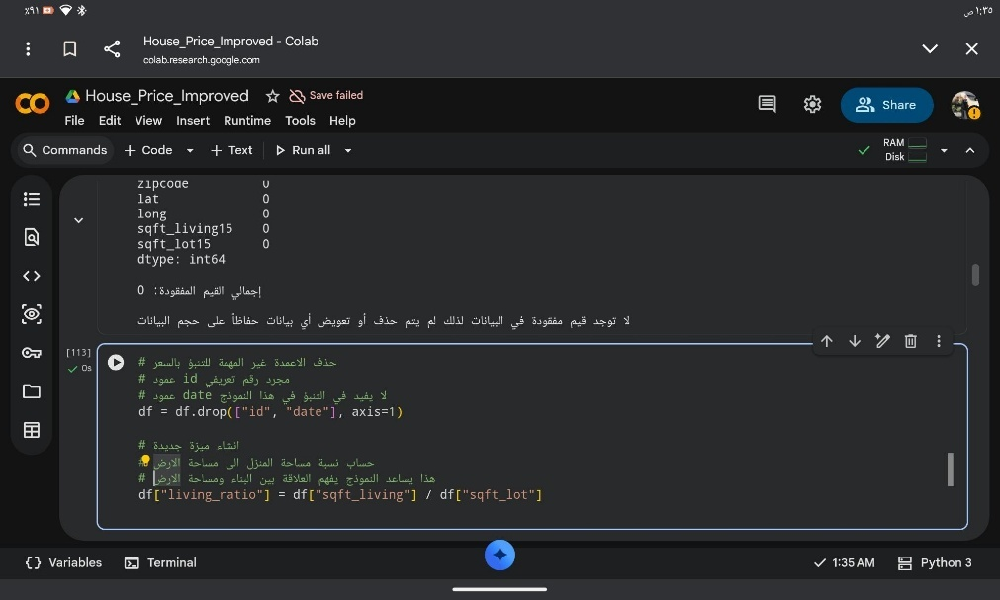 ٪٩١
١:٣٥ ص
House_Price_Improved - Colab
colab.research.google.com
CO
House_Price_Improved
Save failed
File Edit View Insert Runtime Tools Help
Share
Commands + Code + Text Run all
RAM
Disk
zipcode 0
lat 0
long 0
sqft_living15 0
sqft_lot15 0
dtype: int64
إجمالي القيم المفقودة: 0
لا توجد قيم مفقودة في البيانات لذلك لم يتم حذف أو تعويض أي بيانات حفاظاً على حجم البيانات
[113]
0s
# حذف الاعمدة غير المهمة للتنبؤ بالسعر
# عمود id مجرد رقم تعريفي
# عمود date لا يفيد في التنبؤ في هذا النموذج
df = df.drop(["id", "date"], axis=1)
# انشاء ميزة جديدة
# حساب نسبة مساحة المنزل الى مساحة الارض
# هذا يساعد النموذج يفهم العلاقة بين البناء ومساحة الارض
df["living_ratio"] = df["sqft_living"] / df["sqft_lot"]
{} Variables Terminal
1:35 AM Python 3